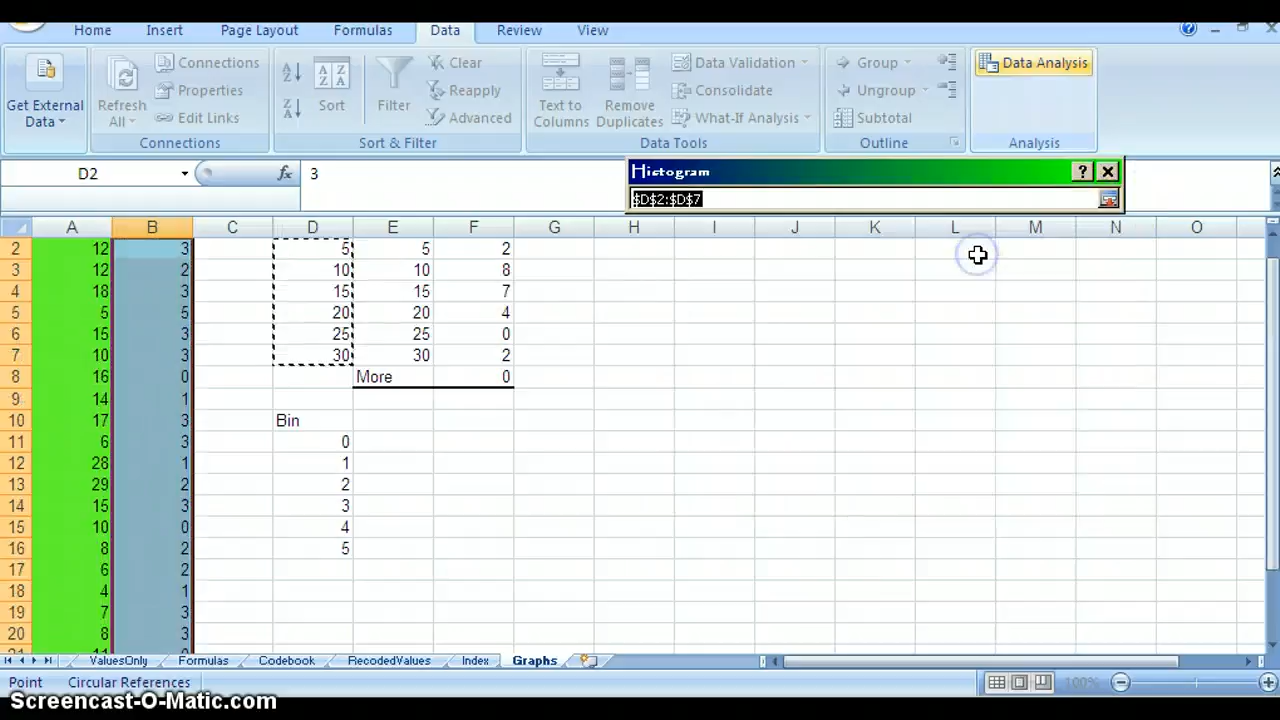 Home Insert Page Layout Formulas Data Review View
Get External Data
Refresh All
Connections
Properties
Edit Links
Connections
A Z Z A
Sort
Filter
Clear
Reapply
Advanced
Sort & Filter
Text to Columns
Remove Duplicates
Data Validation
Consolidate
What-If Analysis
Data Tools
Group
Ungroup
Subtotal
Outline
Data Analysis
Analysis
D2 fx 3
Histogram
$D$2:$D$7
A B C D E F G H I J K L M N O
2 12 3 5 5 2
3 12 2 10 10 8
4 18 3 15 15 7
5 5 5 20 20 4
6 15 3 25 25 0
7 10 3 30 30 2
8 16 0 More 0
9 14 1
10 17 3 Bin
11 6 3 0
12 28 1 1
13 29 2 2
14 15 3 3
15 10 0 4
16 8 2 5
17 6 2
18 4 1
19 7 3
20 8 3
ValuesOnly Formulas Codebook RecodedValues Index Graphs
Point Circular References 100%
Screencast-O-Matic.com